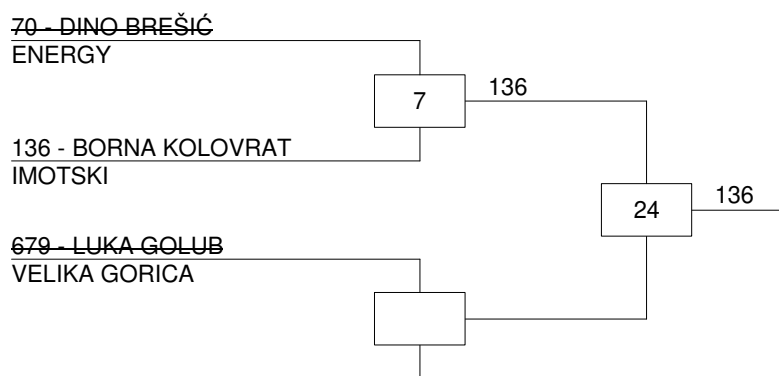 70 - DINO BREŠIĆ
ENERGY
7
136
136 - BORNA KOLOVRAT
IMOTSKI
24
136
679 - LUKA GOLUB
VELIKA GORICA